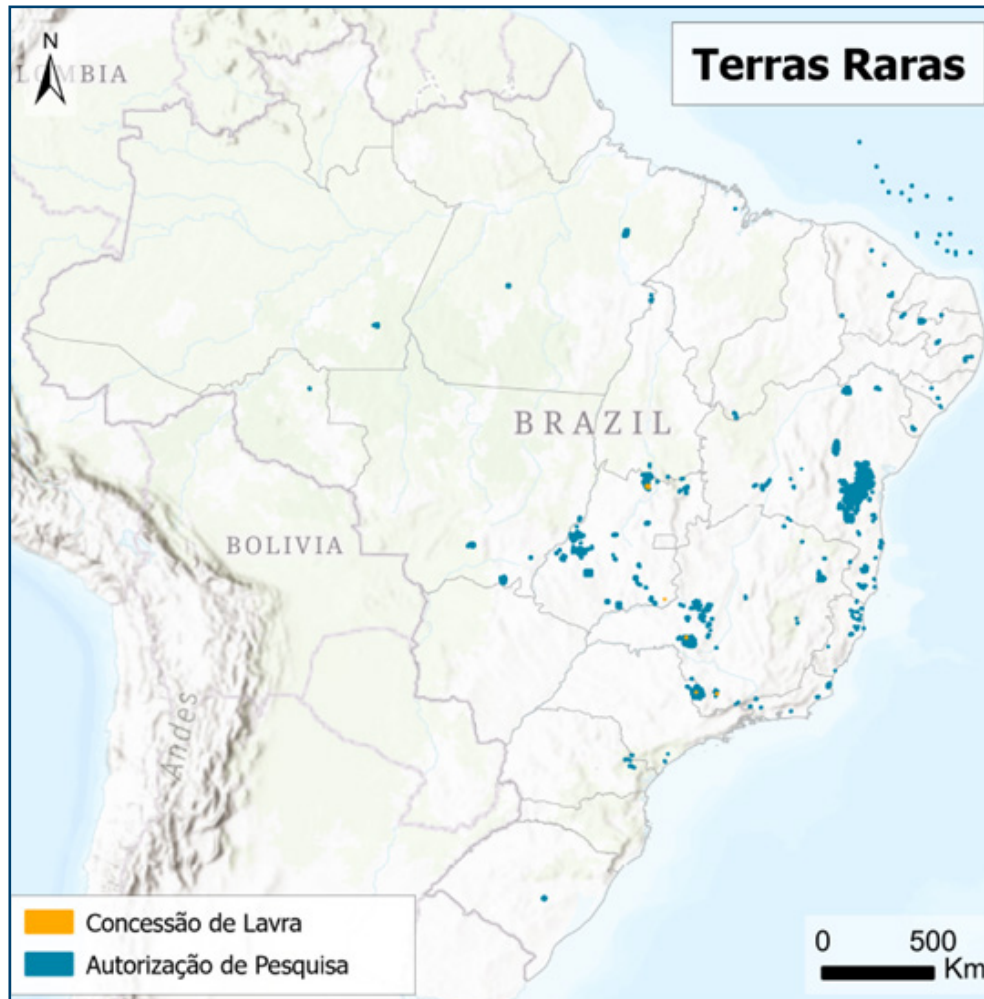 N
LOMBIA
Terras Raras
BRAZIL
BOLIVIA
Andes
Concessão de Lavra
Autorização de Pesquisa
0 500
Km